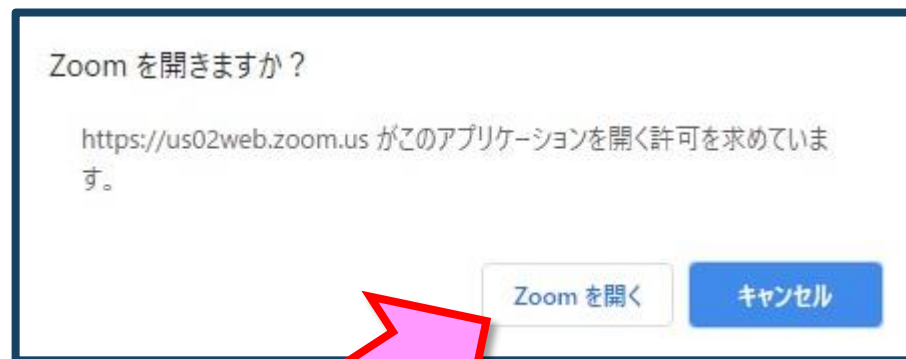 Zoom を開きますか？
https://us02web.zoom.us がこのアプリケーションを開く許可を求めていま
す。
Zoom を開く
キャンセル